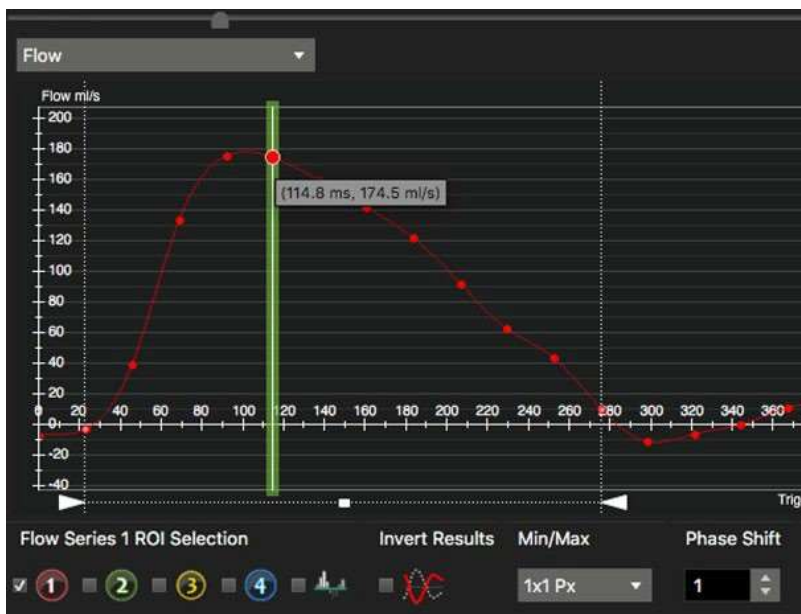 Flow
Flow ml/s
200
180
(114.8 ms, 174.5 ml/s)
160
140
120
100
80
60
40
20
0 20 40 60 80 100 120 140 160 180 200 220 240 260 280 300 320 340 360
0
-20
-40
Trig
Flow Series 1 ROI Selection Invert Results Min/Max Phase Shift
1 2 3 4 1x1 Px 1